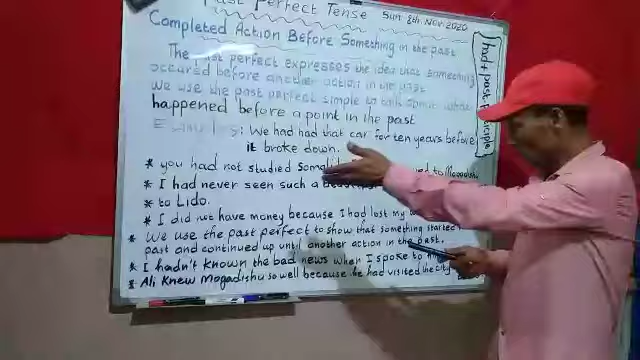 Past Perfect Tense Sun 8th. Nov. 2020
Completed Action Before Something in the past
The past perfect expresses the idea that something
occured before another action in the past
We use the past perfect simple to talk about what
happened before a point in the past
: We had had that car for ten years before
it broke down.
* you had not studied to Mogadishu
* I had never seen such a
* to Lido.
* I did not have money because I had lost my
* We use the past perfect to show that something started
past and continued up until another action in the past.
* I hadn't known the bad news when I spoke to
* Ali knew Mogadishu so well because he had visited the city
had + past participle